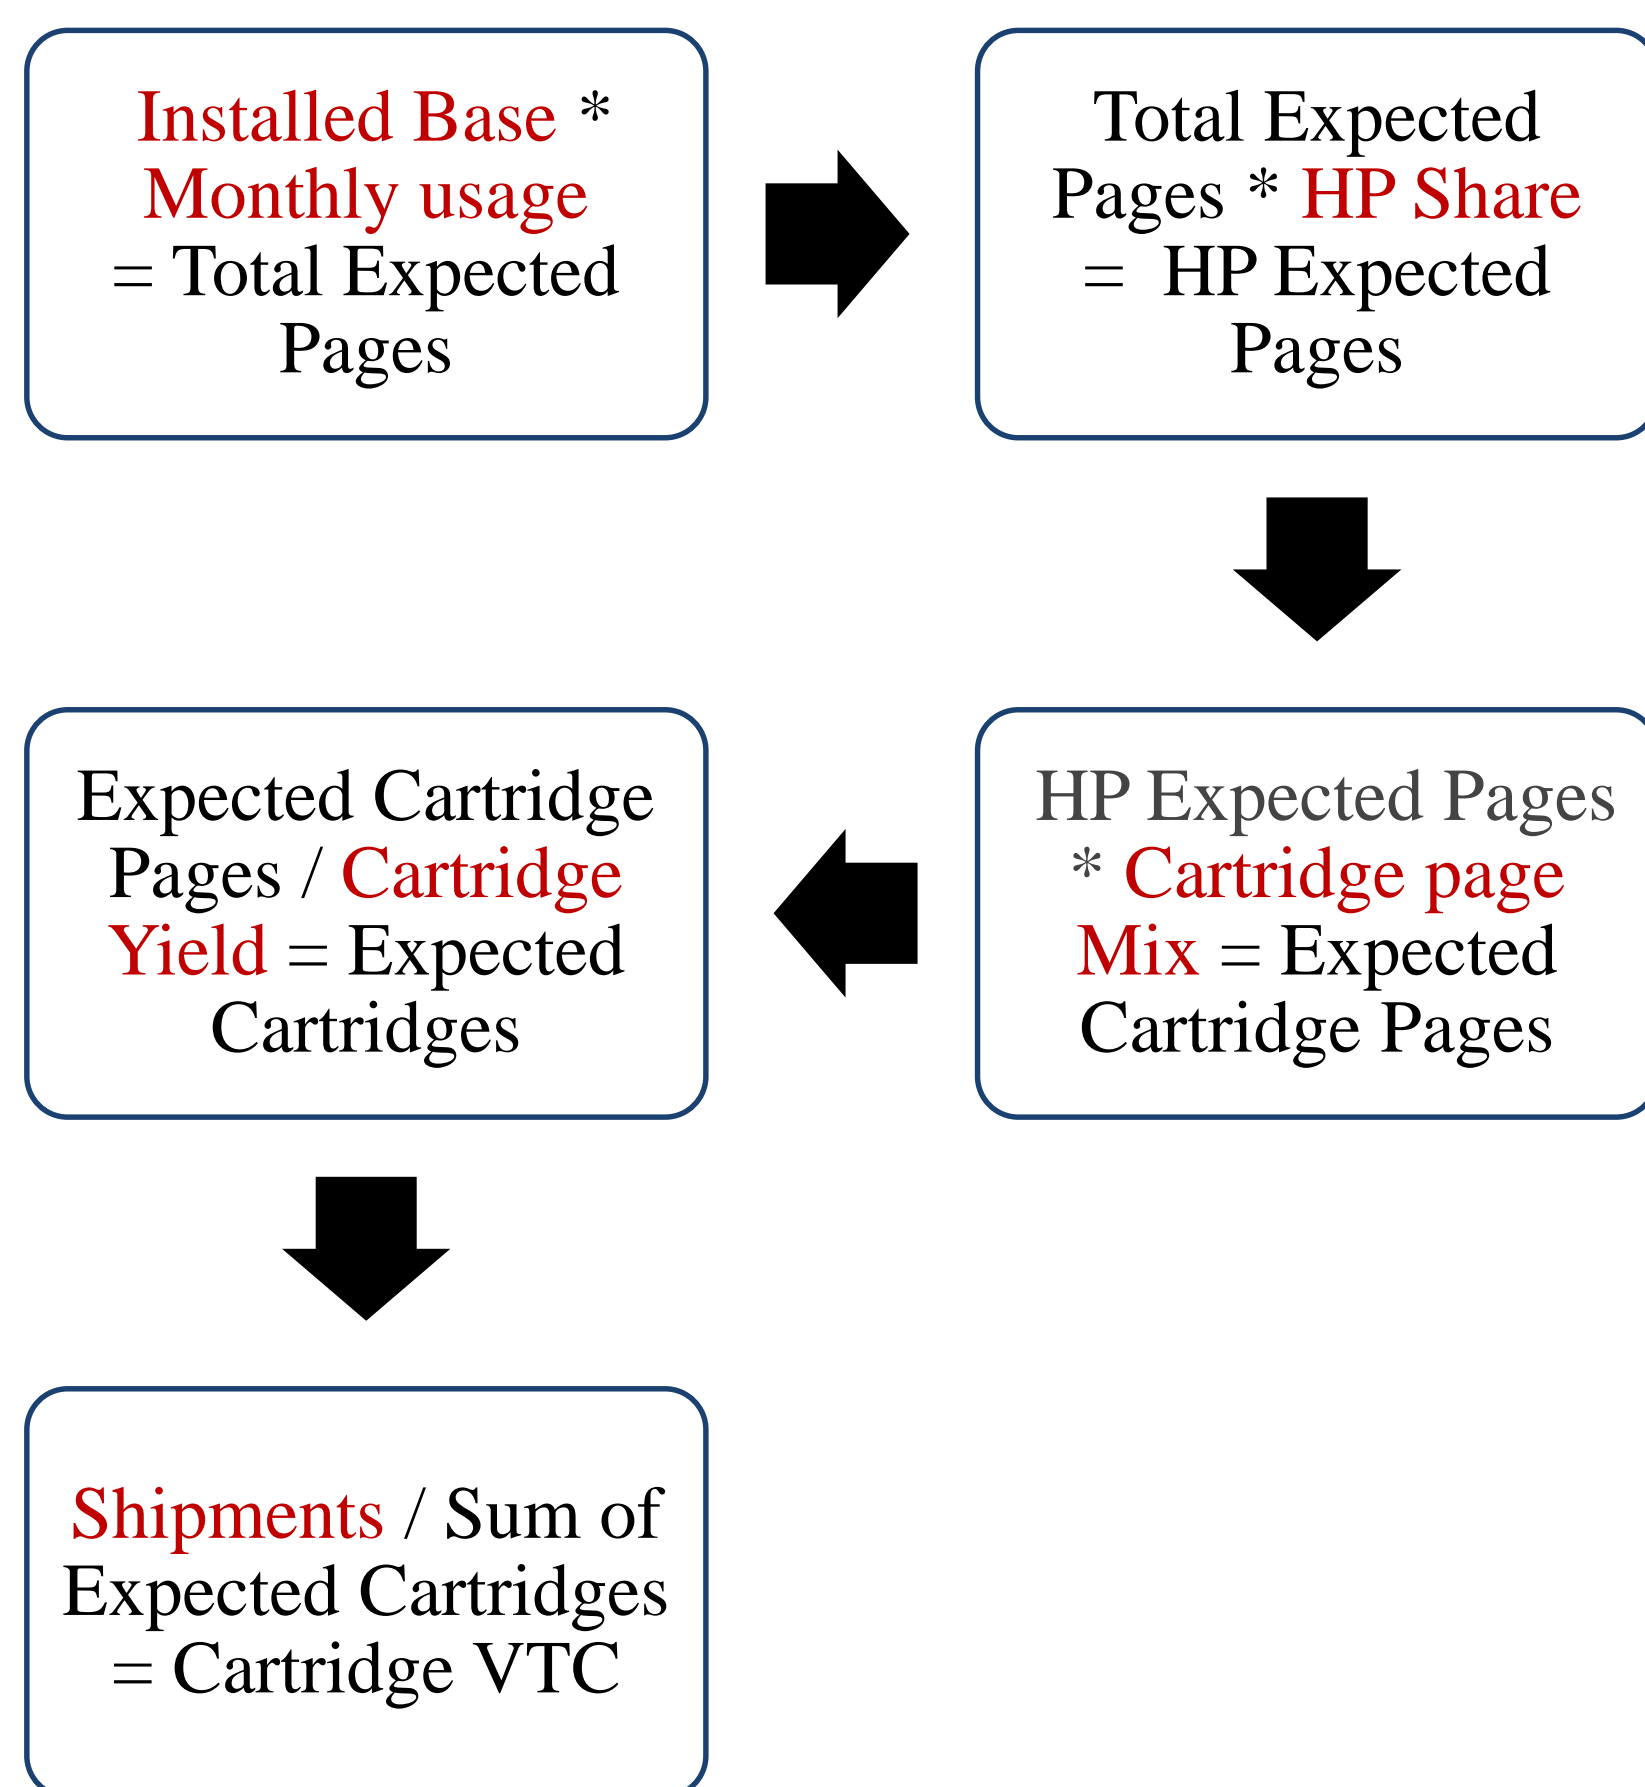 Installed Base *
Monthly usage
= Total Expected
Pages
Total Expected
Pages * HP Share
= HP Expected
Pages
HP Expected Pages
* Cartridge page
Mix = Expected
Cartridge Pages
Expected Cartridge
Pages / Cartridge
Yield = Expected
Cartridges
Shipments / Sum of
Expected Cartridges
= Cartridge VTC